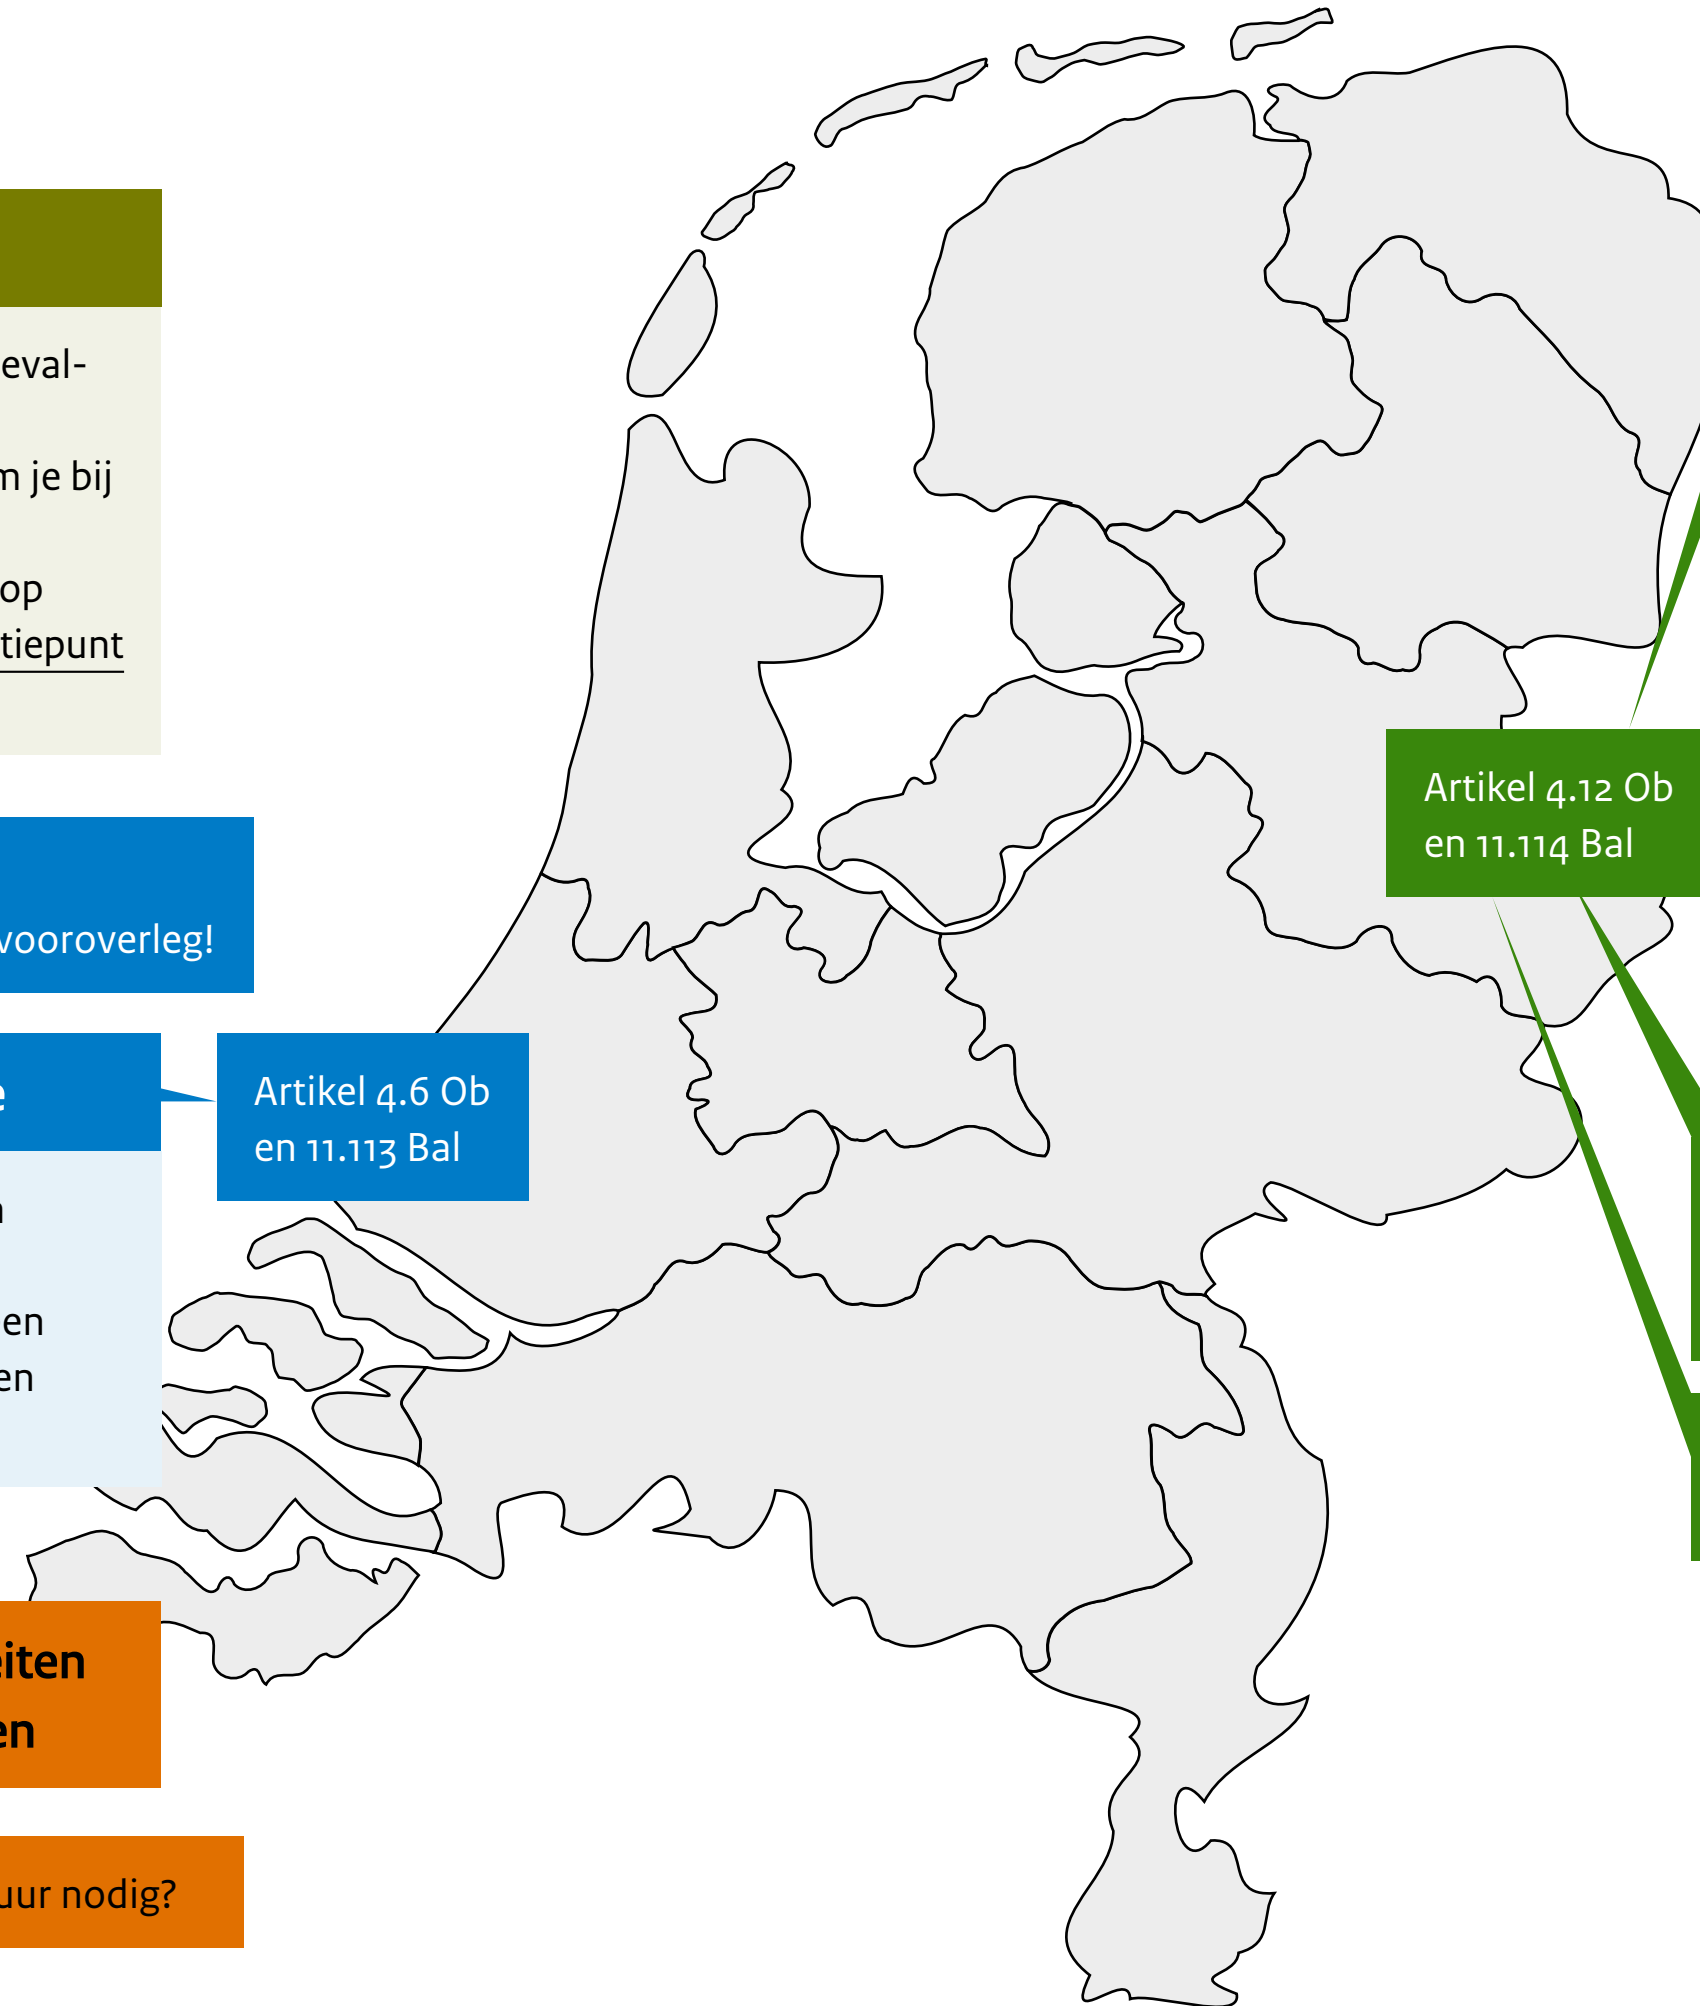 eval-
m je bij
op
tiepunt
vooroverleg!
e
Artikel 4.6 Ob
en 11.113 Bal
n
en
en
eiten
en
uur nodig?
Artikel 4.12 Ob
en 11.114 Bal